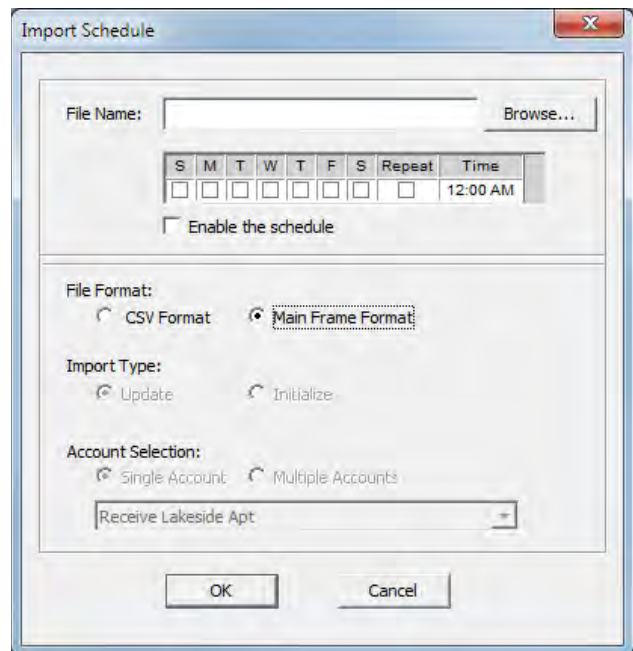 Import Schedule
File Name:
Browse...
S M T W T F S Repeat Time
12:00 AM
Enable the schedule
File Format:
CSV Format Main Frame Format
Import Type:
Update Initialize
Account Selection:
Single Account Multiple Accounts
Receive Lakeside Apt
OK Cancel